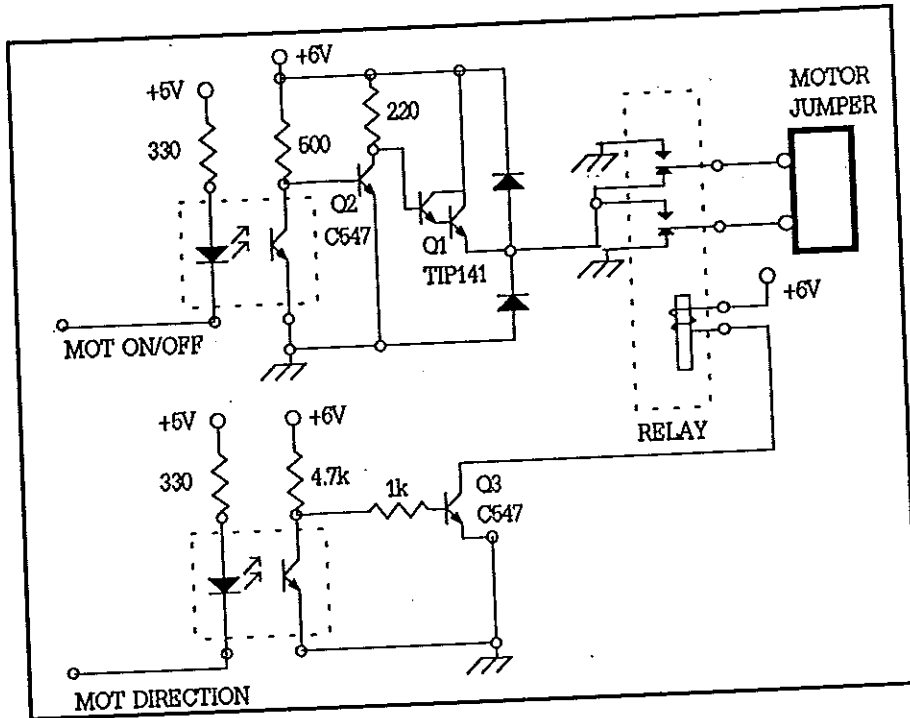 +6V
+5V
MOTOR
JUMPER
220
330
500
Q2
C547
Q1
TIP141
+6V
MOT ON/OFF
+5V
+6V
RELAY
330
4.7k
1k
Q3
C547
MOT DIRECTION